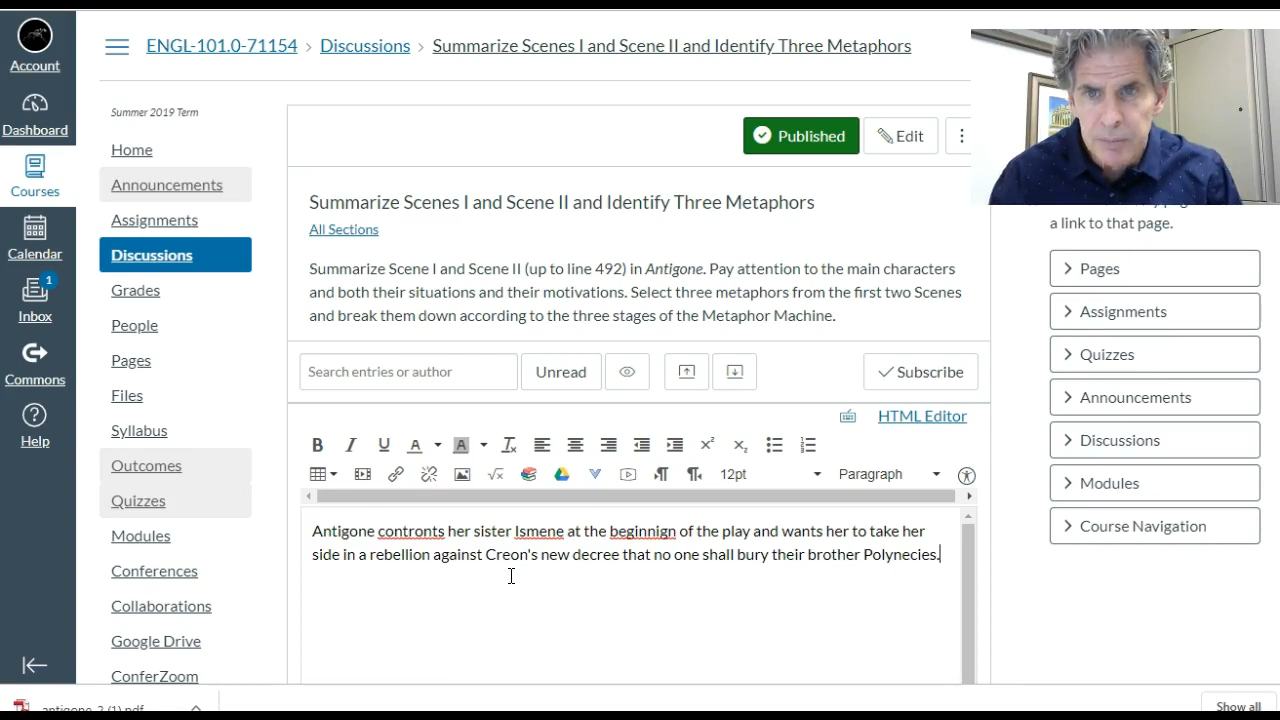 Account
Dashboard
Courses
Calendar
1
Inbox
Commons
Help
ENGL-101.0-71154 > Discussions > Summarize Scenes I and Scene II and Identify Three Metaphors
Summer 2019 Term
Home
Announcements
Assignments
Discussions
Grades
People
Pages
Files
Syllabus
Outcomes
Quizzes
Modules
Conferences
Collaborations
Google Drive
ConferZoom
Published
Edit
Summarize Scenes I and Scene II and Identify Three Metaphors
All Sections
Summarize Scene I and Scene II (up to line 492) in Antigone. Pay attention to the main characters
and both their situations and their motivations. Select three metaphors from the first two Scenes
and break them down according to the three stages of the Metaphor Machine.
Search entries or author
Unread
Subscribe
HTML Editor
12pt
Paragraph
Antigone contronts her sister Ismene at the beginnign of the play and wants her to take her
side in a rebellion against Creon's new decree that no one shall bury their brother Polynecies.
a link to that page.
Pages
Assignments
Quizzes
Announcements
Discussions
Modules
Course Navigation
antigone_2 (1).pdf
Show all